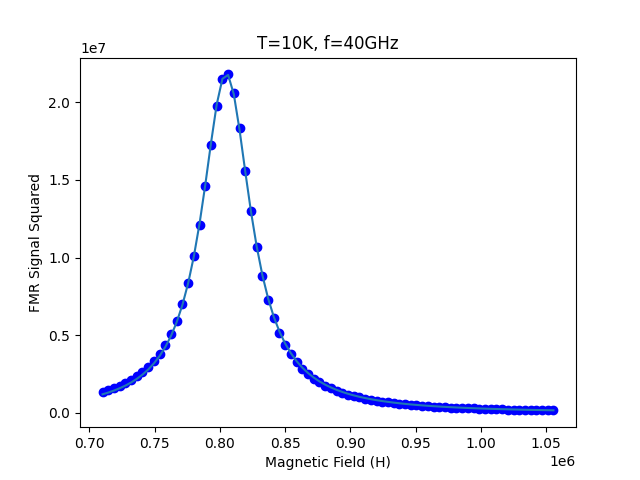 T=10K, f=40GHz
1e7
2.0
1.5
1.0
0.5
0.0
FMR Signal Squared
0.70 0.75 0.80 0.85 0.90 0.95 1.00 1.05
1e6
Magnetic Field (H)